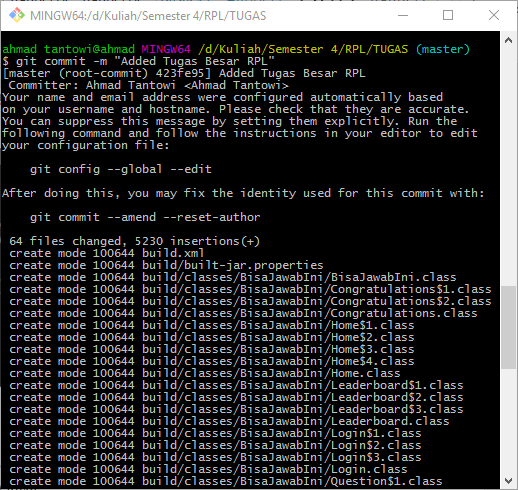 MINGW64:/d/Kuliah/Semester 4/RPL/TUGAS
ahmad tantowi@ahmad MINGW64 /d/Kuliah/Semester 4/RPL/TUGAS (master)
$ git commit -m "Added Tugas Besar RPL"
[master (root-commit) 423fe95] Added Tugas Besar RPL
 Committer: Ahmad Tantowi <Ahmad Tantowi>
Your name and email address were configured automatically based
on your username and hostname. Please check that they are accurate.
You can suppress this message by setting them explicitly. Run the
following command and follow the instructions in your editor to edit
your configuration file:
    git config --global --edit
After doing this, you may fix the identity used for this commit with:
    git commit --amend --reset-author
 64 files changed, 5230 insertions(+)
 create mode 100644 build.xml
 create mode 100644 build/built-jar.properties
 create mode 100644 build/classes/BisaJawabIni/BisaJawabIni.class
 create mode 100644 build/classes/BisaJawabIni/Congratulations$1.class
 create mode 100644 build/classes/BisaJawabIni/Congratulations$2.class
 create mode 100644 build/classes/BisaJawabIni/Congratulations.class
 create mode 100644 build/classes/BisaJawabIni/Home$1.class
 create mode 100644 build/classes/BisaJawabIni/Home$2.class
 create mode 100644 build/classes/BisaJawabIni/Home$3.class
 create mode 100644 build/classes/BisaJawabIni/Home$4.class
 create mode 100644 build/classes/BisaJawabIni/Home.class
 create mode 100644 build/classes/BisaJawabIni/Leaderboard$1.class
 create mode 100644 build/classes/BisaJawabIni/Leaderboard$2.class
 create mode 100644 build/classes/BisaJawabIni/Leaderboard$3.class
 create mode 100644 build/classes/BisaJawabIni/Leaderboard.class
 create mode 100644 build/classes/BisaJawabIni/Login$1.class
 create mode 100644 build/classes/BisaJawabIni/Login$2.class
 create mode 100644 build/classes/BisaJawabIni/Login$3.class
 create mode 100644 build/classes/BisaJawabIni/Login.class
 create mode 100644 build/classes/BisaJawabIni/Question$1.class